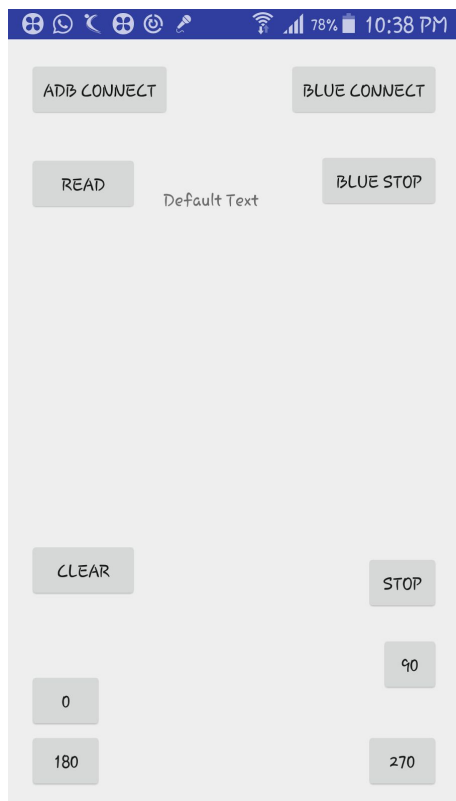 78% 10:38 PM
ADB CONNECT
BLUE CONNECT
READ
Default Text
BLUE STOP
CLEAR
STOP
90
0
180
270